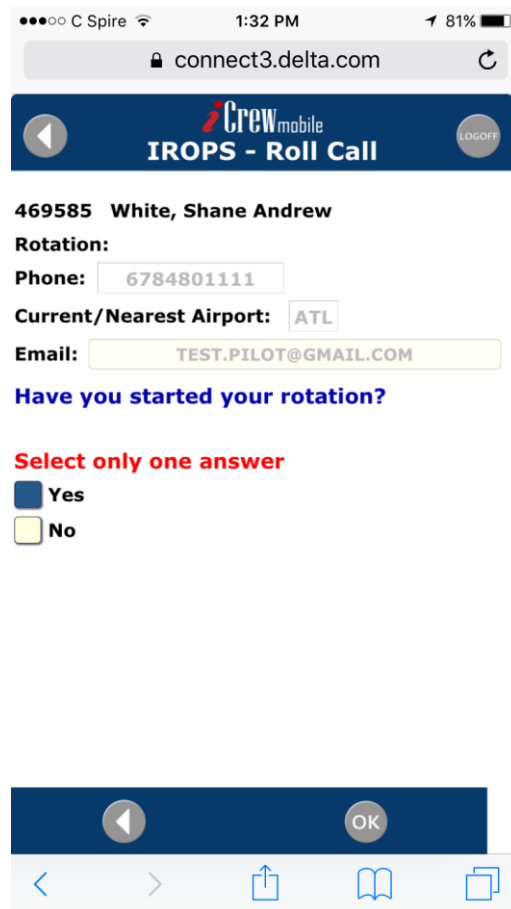 C Spire 1:32 PM 81%
connect3.delta.com
iCrewmobile
LOGOFF
IROPS - Roll Call
469585 White, Shane Andrew
Rotation:
Phone: 6784801111
Current/Nearest Airport: ATL
Email: TEST.PILOT@GMAIL.COM
Have you started your rotation?
Select only one answer
Yes
No
OK